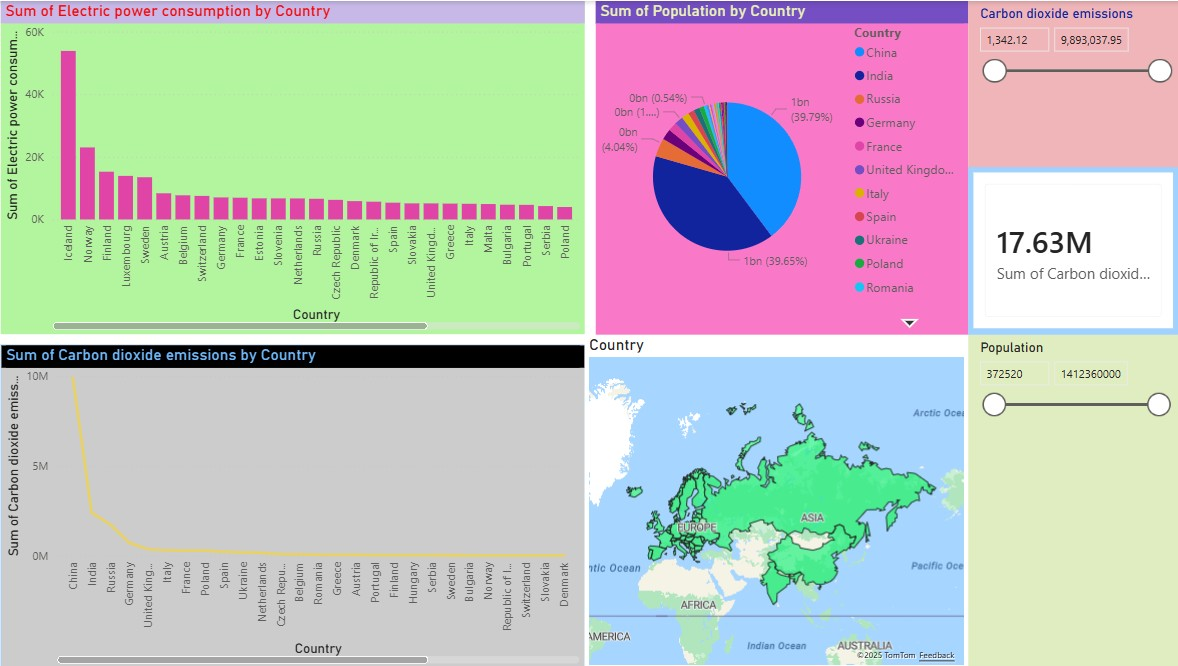 Sum of Electric power consumption by Country
Sum of Electric power consum...
60K
40K
20K
0K
Iceland
Norway
Finland
Luxembourg
Sweden
Austria
Belgium
Switzerland
Germany
France
Estonia
Slovenia
Netherlands
Russia
Czech Republic
Denmark
Republic of Ir...
Spain
Slovakia
United Kingd...
Greece
Italy
Malta
Bulgaria
Portugal
Serbia
Poland
Country
Sum of Population by Country
0bn (0.54%)
0bn (1....)
0bn
(4.04%)
1bn
(39.79%)
1bn (39.65%)
Country
China
India
Russia
Germany
France
United Kingdo...
Italy
Spain
Ukraine
Poland
Romania
Carbon dioxide emissions
1,342.12
9,893,037.95
17.63M
Sum of Carbon dioxid...
Sum of Carbon dioxide emissions by Country
Sum of Carbon dioxide emiss...
10M
5M
0M
China
India
Russia
Germany
United King...
Italy
France
Poland
Spain
Ukraine
Netherlands
Czech Repu...
Belgium
Romania
Greece
Austria
Portugal
Finland
Hungary
Serbia
Sweden
Bulgaria
Norway
Republic of I...
Switzerland
Slovakia
Denmark
Country
Country
Arctic Ocea
EUROPE
ASIA
ntic Ocean
Pacific Oce
AFRICA
AMERICA
Indian Ocean
AUSTRALIA
©2025 TomTom Feedback
Population
372520
1412360000